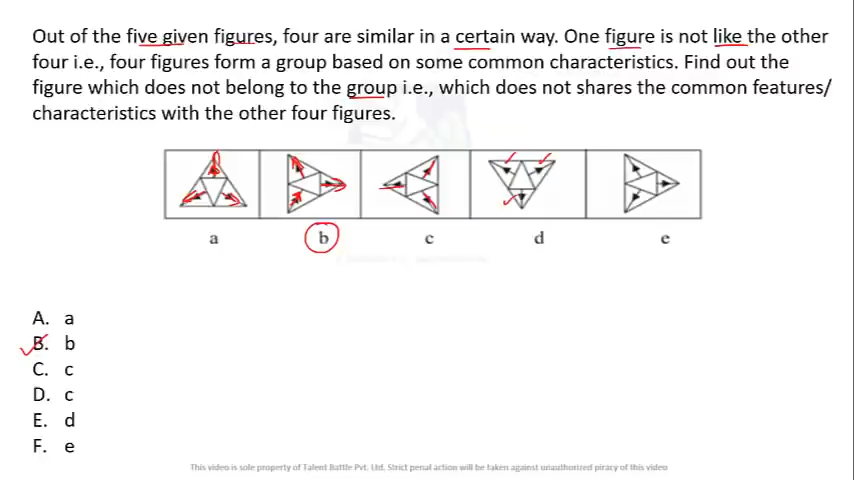 Out of the five given figures, four are similar in a certain way. One figure is not like the other
four i.e., four figures form a group based on some common characteristics. Find out the
figure which does not belong to the group i.e., which does not shares the common features/
characteristics with the other four figures.
a b c d e
A. a
B. b
C. c
D. c
E. d
F. e
This video is sole property of Talent Battle Pvt. Ltd. Strict penal action will be taken against unauthorized piracy of this video